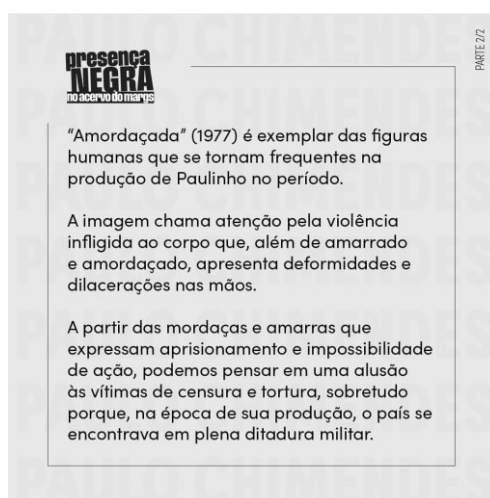 PAULO CHIMENDES
PARTE 2/2
presença
NEGRA
no acervo do margs
“Amordaçada” (1977) é exemplar das figuras
humanas que se tornam frequentes na
produção de Paulinho no período.
A imagem chama atenção pela violência
infligida ao corpo que, além de amarrado
e amordaçado, apresenta deformidades e
dilacerações nas mãos.
A partir das mordaças e amarras que
expressam aprisionamento e impossibilidade
de ação, podemos pensar em uma alusão
às vítimas de censura e tortura, sobretudo
porque, na época de sua produção, o país se
encontrava em plena ditadura militar.